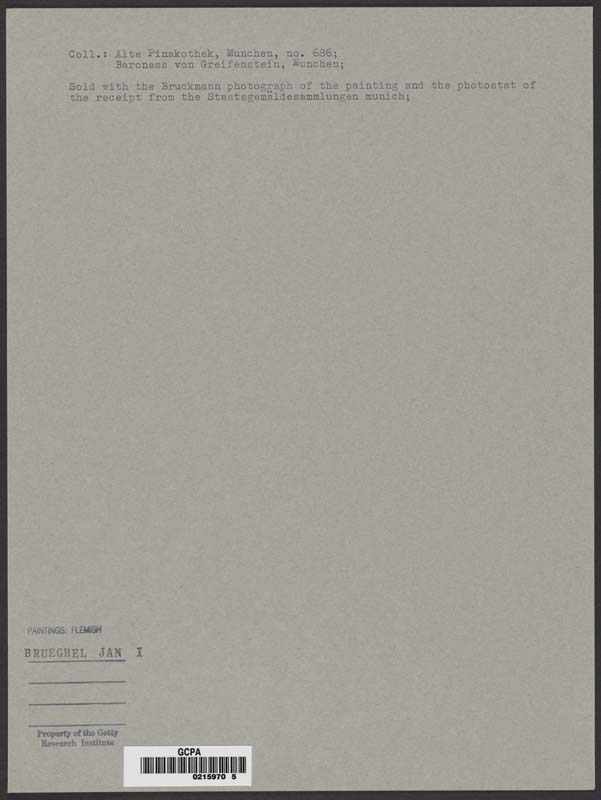 Coll.: Alte Pinakothek, Munchen, no. 686;
Baroness von Greifenstein, Munchen;
Sold with the Bruckmann photograph of the painting and the photostat of
the receipt from the Staatsgemäldesammlungen munich;
PAINTINGS: FLEMISH
BRUEGHEL JAN I
Property of the Getty
Research Institute
GCPA
0215970 5